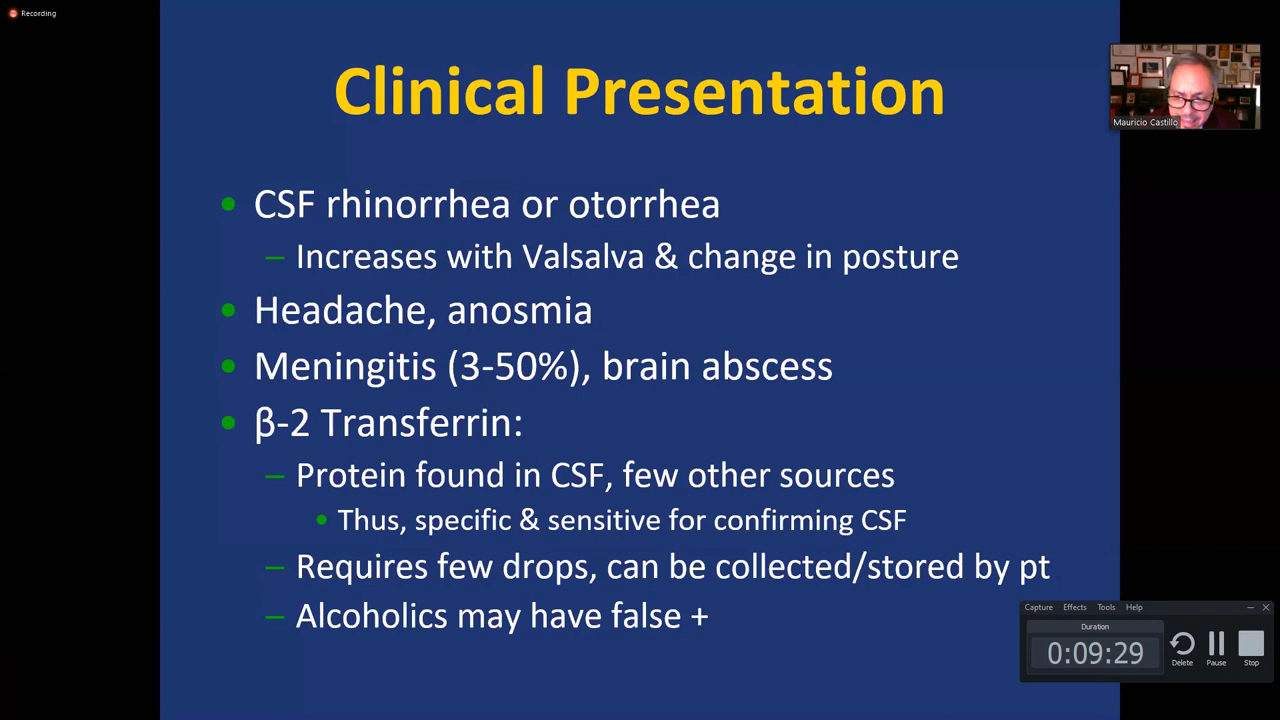 Recording
Clinical Presentation
Mauricio Castillo
• CSF rhinorrhea or otorrhea
– Increases with Valsalva & change in posture
• Headache, anosmia
• Meningitis (3-50%), brain abscess
• β-2 Transferrin:
– Protein found in CSF, few other sources
• Thus, specific & sensitive for confirming CSF
– Requires few drops, can be collected/stored by pt
– Alcoholics may have false +
Capture Effects Tools Help
Duration
0:09:29
Delete Pause Stop